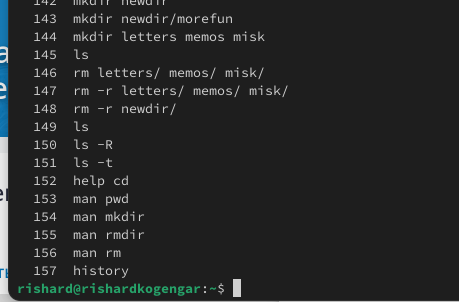 142  mkdir newdir
143  mkdir newdir/morefun
144  mkdir letters memos misk
145  ls
146  rm letters/ memos/ misk/
147  rm -r letters/ memos/ misk/
148  rm -r newdir/
149  ls
150  ls -R
151  ls -t
152  help cd
153  man pwd
154  man mkdir
155  man rmdir
156  man rm
157  history
rishard@rishardkogengar:~$